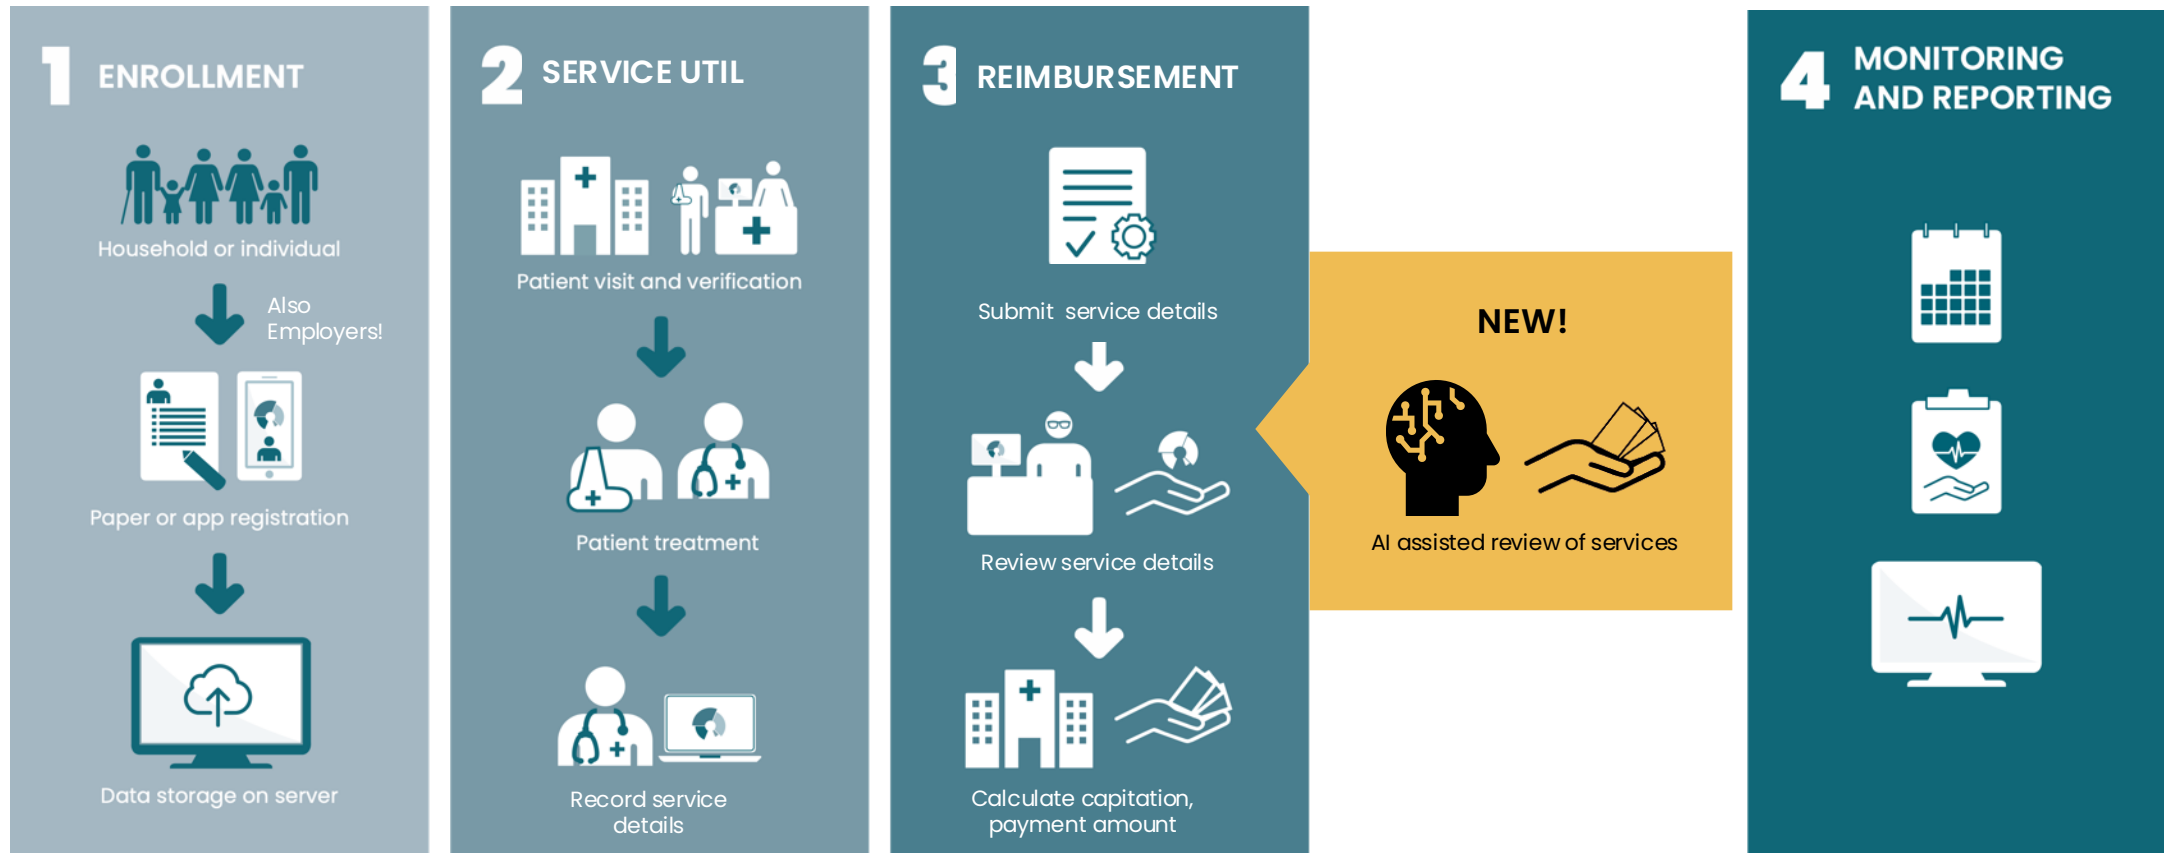 1 ENROLLMENT
Household or individual
Also
Employers!
Paper or app registration
Data storage on server
2 SERVICE UTIL
Patient visit and verification
Patient treatment
Record service
details
3 REIMBURSEMENT
Submit service details
Review service details
Calculate capitation,
payment amount
NEW!
AI assisted review of services
4 MONITORING
AND REPORTING